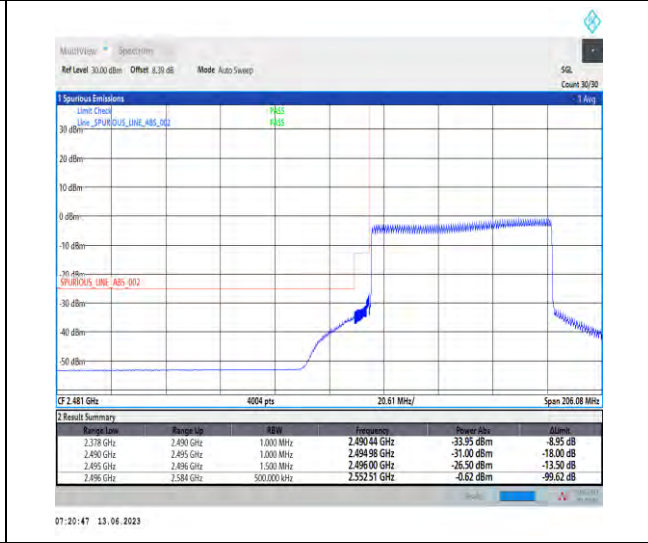 MultiView Spectrum
Ref Level 30.00 dBm Offset 8.39 dB Mode Auto Sweep SGL
Count 30/30
1 Spurious Emissions 1 Avg
Limit Check PASS
Line _SPURIOUS_LINE_ABS_002 PASS
30 dBm
20 dBm
10 dBm
0 dBm
-10 dBm
-20 dBm
SPURIOUS_LINE_ABS_002
-30 dBm
-40 dBm
-50 dBm
CF 2.481 GHz 4004 pts 20.61 MHz/ Span 206.08 MHz
2 Result Summary
Range Low Range Up RBW Frequency Power Abs ΔLimit
2.378 GHz 2.490 GHz 1.000 MHz 2.490 44 GHz -33.95 dBm -8.95 dB
2.490 GHz 2.495 GHz 1.000 MHz 2.494 98 GHz -31.00 dBm -18.00 dB
2.495 GHz 2.496 GHz 1.500 MHz 2.496 00 GHz -26.50 dBm -13.50 dB
2.496 GHz 2.584 GHz 500.000 kHz 2.552 51 GHz -0.62 dBm -99.62 dB
07:20:47 13.06.2023